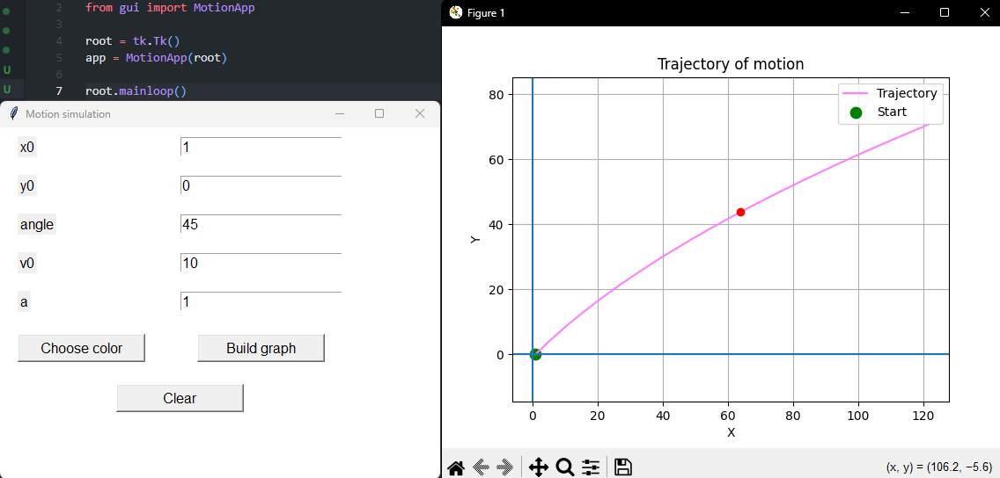 2 from gui import MotionApp
3
4 root = tk.Tk()
5 app = MotionApp(root)
6
7 root.mainloop()
U
U
Motion simulation
x0 1
y0 0
angle 45
v0 10
a 1
Choose color Build graph
Clear
Figure 1
Trajectory of motion
Trajectory
Start
80
60
40
20
0
Y
0 20 40 60 80 100 120
X
(x, y) = (106.2, −5.6)